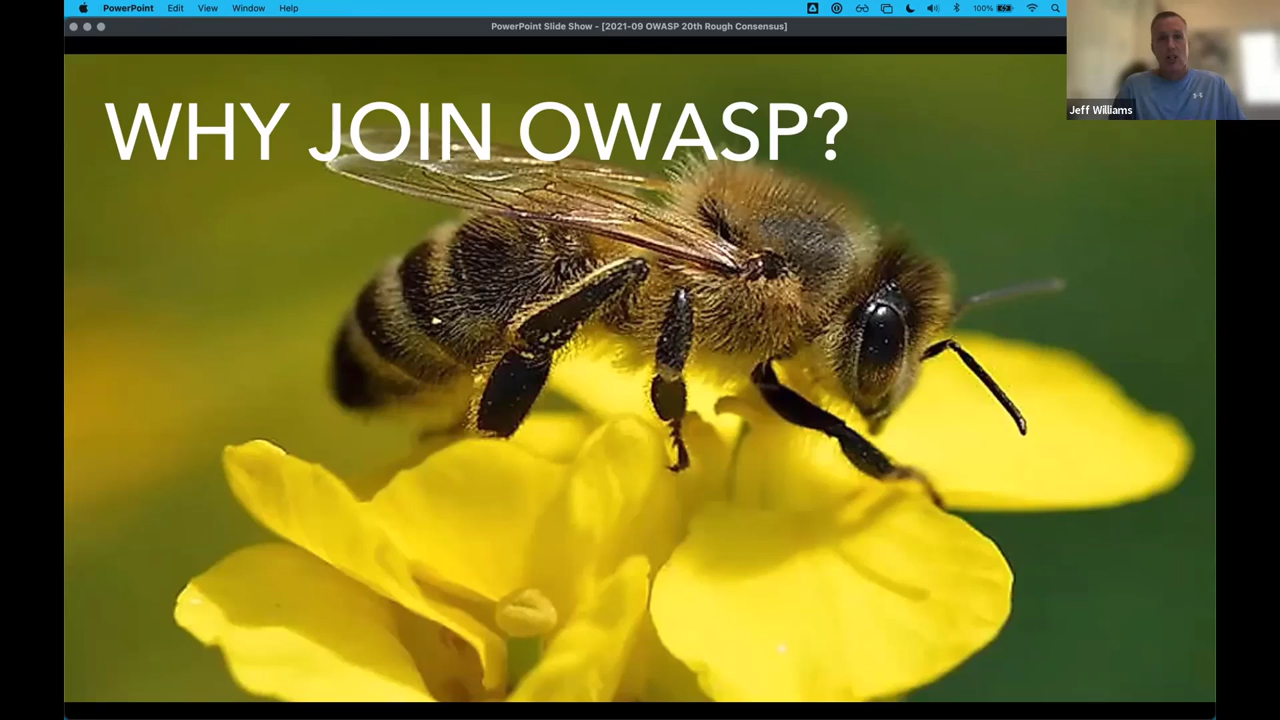 PowerPoint Edit View Window Help 100%
PowerPoint Slide Show - [2021-09 OWASP 20th Rough Consensus]
Jeff Williams
WHY JOIN OWASP?